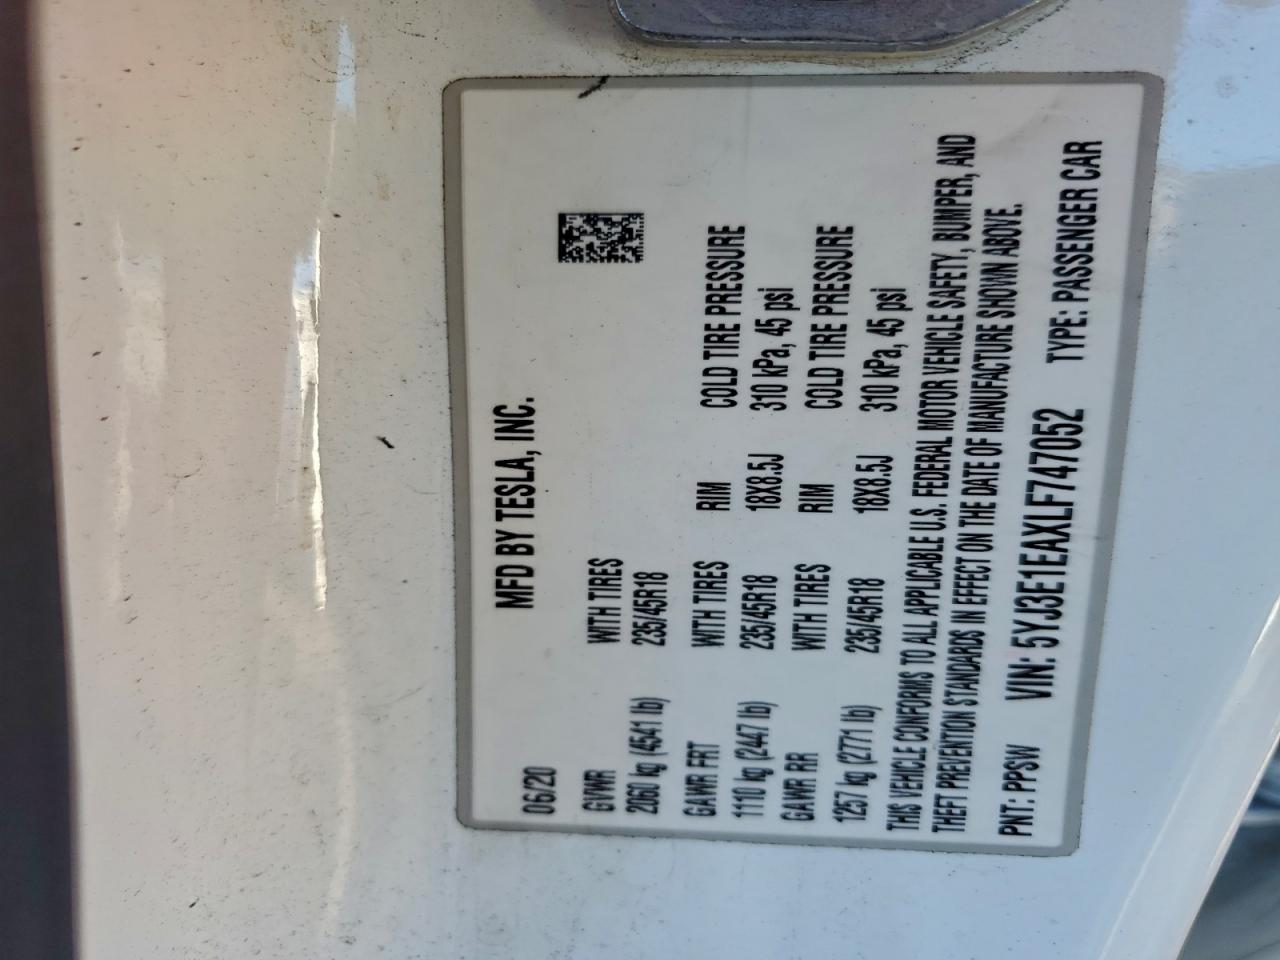 MFD BY TESLA, INC.
06/20
GVWR WITH TIRES
2060 kg (4541 lb) 235/45R18
GAWR FRT WITH TIRES RIM COLD TIRE PRESSURE
1110 kg (2447 lb) 235/45R18 18X8.5J 310 kPa, 45 psi
GAWR RR WITH TIRES RIM COLD TIRE PRESSURE
1257 kg (2771 lb) 235/45R18 18X8.5J 310 kPa, 45 psi
THIS VEHICLE CONFORMS TO ALL APPLICABLE U.S. FEDERAL MOTOR VEHICLE SAFETY, BUMPER, AND
THEFT PREVENTION STANDARDS IN EFFECT ON THE DATE OF MANUFACTURE SHOWN ABOVE.
PNT: PPSW VIN: 5YJ3E1EAXLF747052 TYPE: PASSENGER CAR